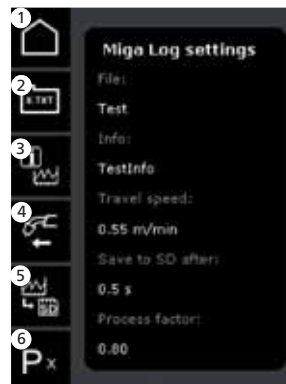 1
Miga Log settings
File:
2
X.TXT
Test
Info:
3
TestInfo
Travel speed:
4
0.55 m/min
Save to SD after:
5
SD
0.5 s
Process factor:
6
Px
0.80